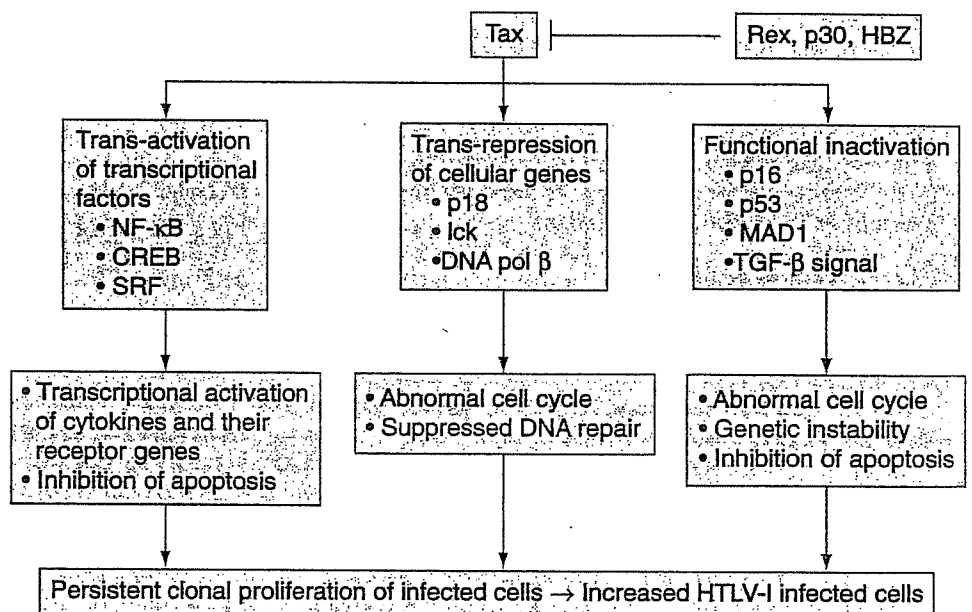 Tax
Rex, p30, HBZ
Trans-activation
of transcriptional
factors
• NF-κB
• CREB
• SRF
Trans-repression
of cellular genes
• p18
• lck
• DNA pol β
Functional inactivation
• p16
• p53
• MAD1
• TGF-β signal
• Transcriptional activation
of cytokines and their
receptor genes
• Inhibition of apoptosis
• Abnormal cell cycle
• Suppressed DNA repair
• Abnormal cell cycle
• Genetic instability
• Inhibition of apoptosis
Persistent clonal proliferation of infected cells → Increased HTLV-I infected cells